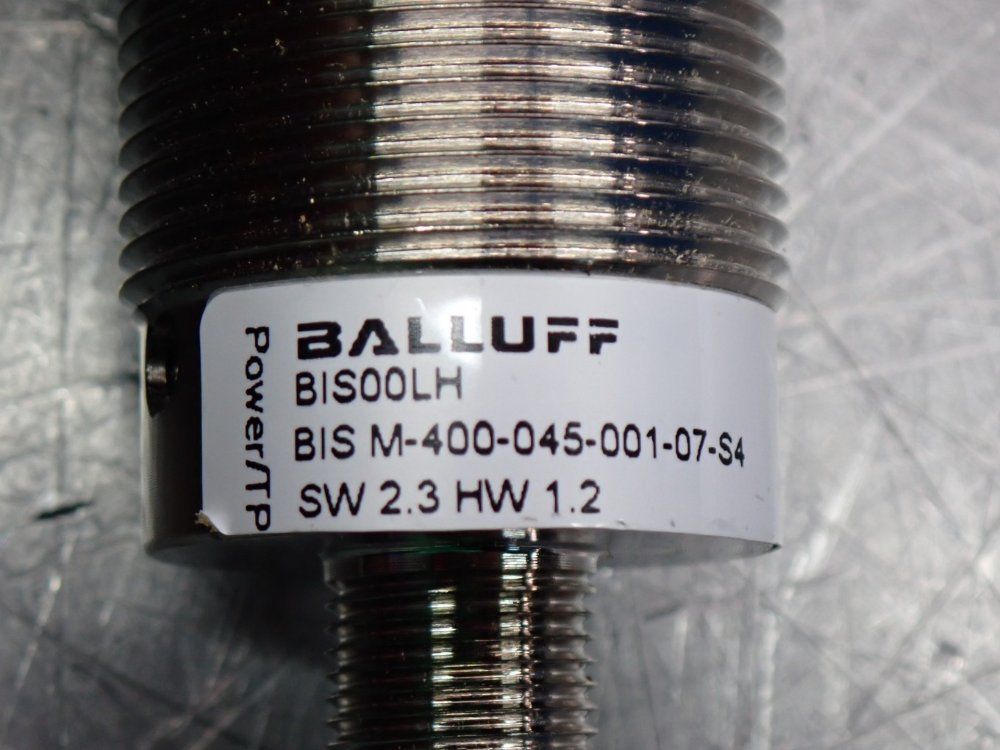 BALLUFF
BIS00LH
BIS M-400-045-001-07-S4
SW 2.3 HW 1.2
Power/TP